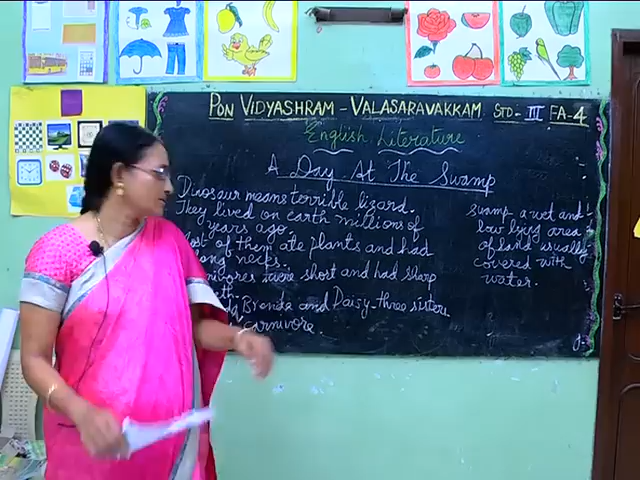 PON VIDYASHRAM - VALASARAVAKKAM STD:- III FA-4
English Literature
A Day At The Swamp
Dinosaur means terrible lizard.
They lived on earth millions of
years ago.
Most of them ate plants and had
long necks.
were short and had sharp
Brenda and Daisy-three sisters
carnivore.
swamp a wet and
low lying area
of land usually
covered with
water.